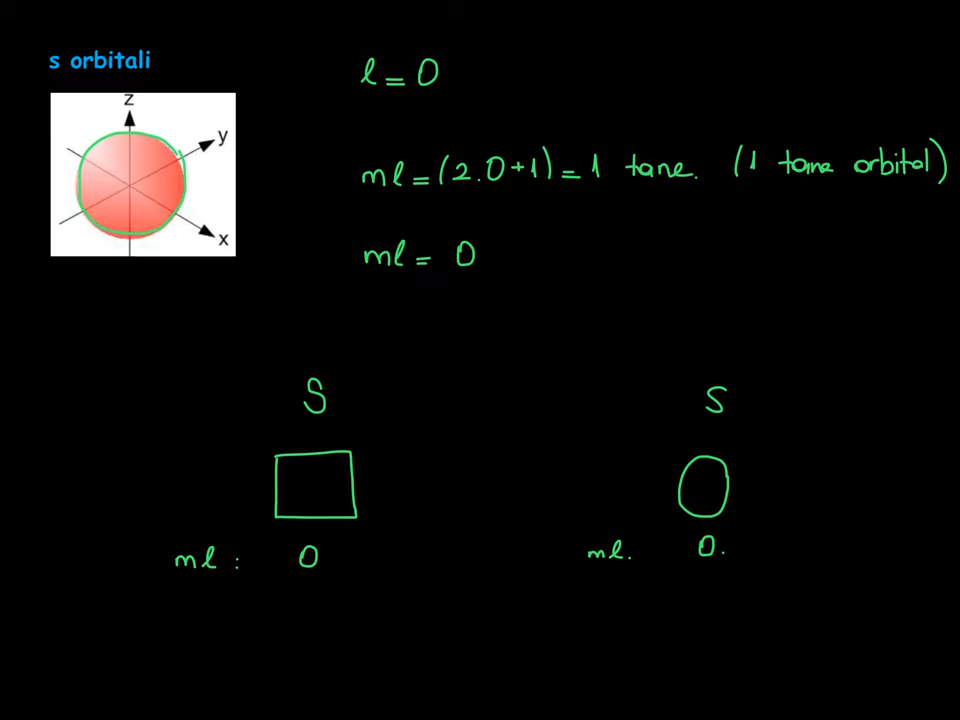 s orbitali
l = 0
z
y
x
ml = (2.0+1) = 1 tane. (1 tane orbital)
ml = 0
S
S
ml : 0
ml. 0.